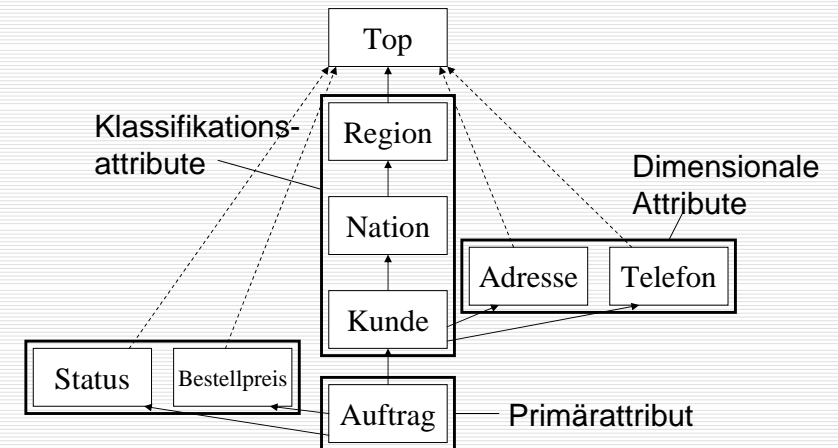 Top
Klassifikations-
attribute
Region
Dimensionale
Attribute
Nation
Adresse
Telefon
Kunde
Status
Bestellpreis
Auftrag
Primärattribut